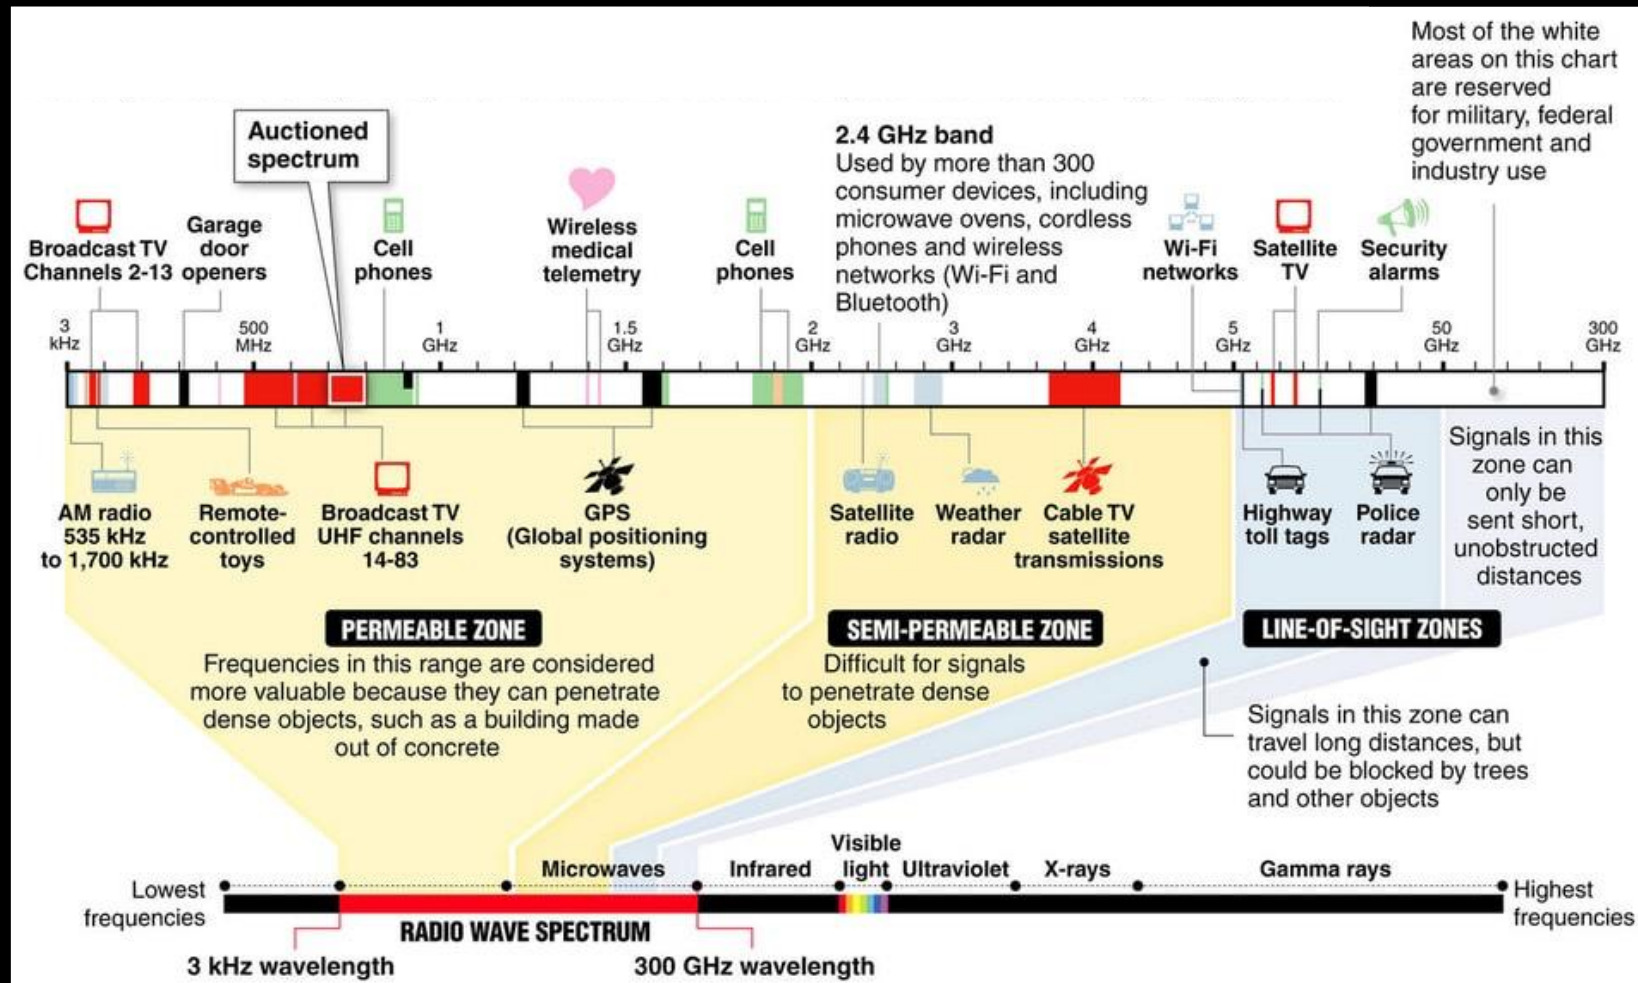 Most of the white
areas on this chart
are reserved
for military, federal
government and
industry use
Auctioned
spectrum
2.4 GHz band
Used by more than 300
consumer devices, including
microwave ovens, cordless
phones and wireless
networks (Wi-Fi and
Bluetooth)
Broadcast TV
Channels 2-13
Garage
door
openers
Cell
phones
Wireless
medical
telemetry
Cell
phones
Wi-Fi
networks
Satellite
TV
Security
alarms
3
kHz
500
MHz
1
GHz
1.5
GHz
2
GHz
3
GHz
4
GHz
5
GHz
50
GHz
300
GHz
AM radio
535 kHz
to 1,700 kHz
Remote-
controlled
toys
Broadcast TV
UHF channels
14-83
GPS
(Global positioning
systems)
Satellite
radio
Weather
radar
Cable TV
satellite
transmissions
Highway
toll tags
Police
radar
Signals in this
zone can
only be
sent short,
unobstructed
distances
PERMEABLE ZONE
Frequencies in this range are considered
more valuable because they can penetrate
dense objects, such as a building made
out of concrete
SEMI-PERMEABLE ZONE
Difficult for signals
to penetrate dense
objects
LINE-OF-SIGHT ZONES
Signals in this zone can
travel long distances, but
could be blocked by trees
and other objects
Lowest
frequencies
Microwaves
Infrared
Visible
light
Ultraviolet
X-rays
Gamma rays
Highest
frequencies
RADIO WAVE SPECTRUM
3 kHz wavelength
300 GHz wavelength